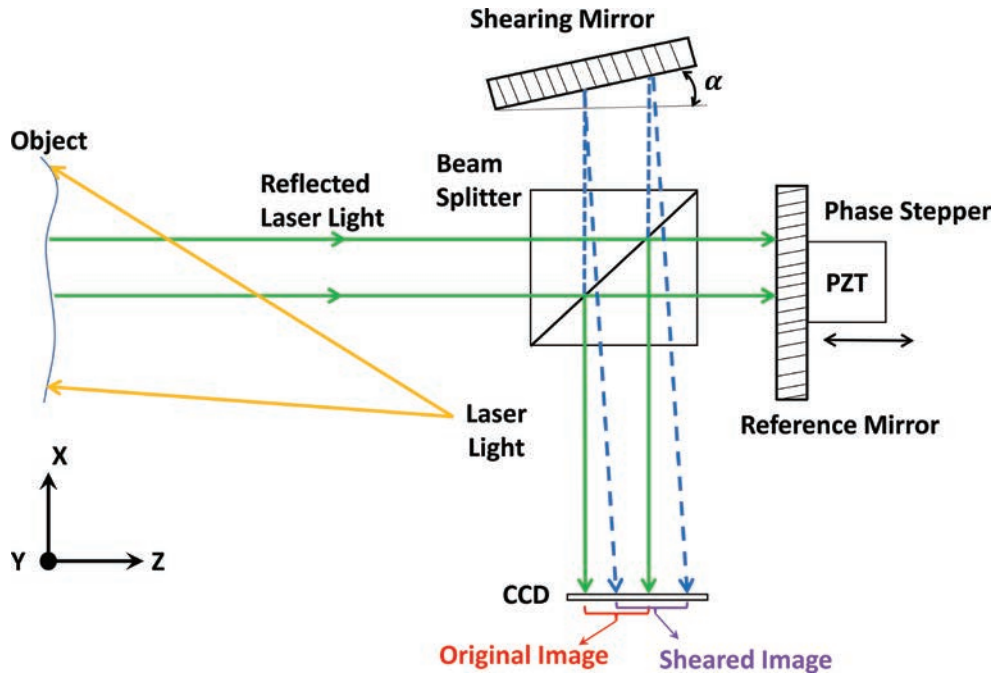 Shearing Mirror
α
Object
Beam
Splitter
Reflected
Laser Light
Phase Stepper
PZT
Laser
Light
Reference Mirror
X
Y
Z
CCD
Original Image
Sheared Image